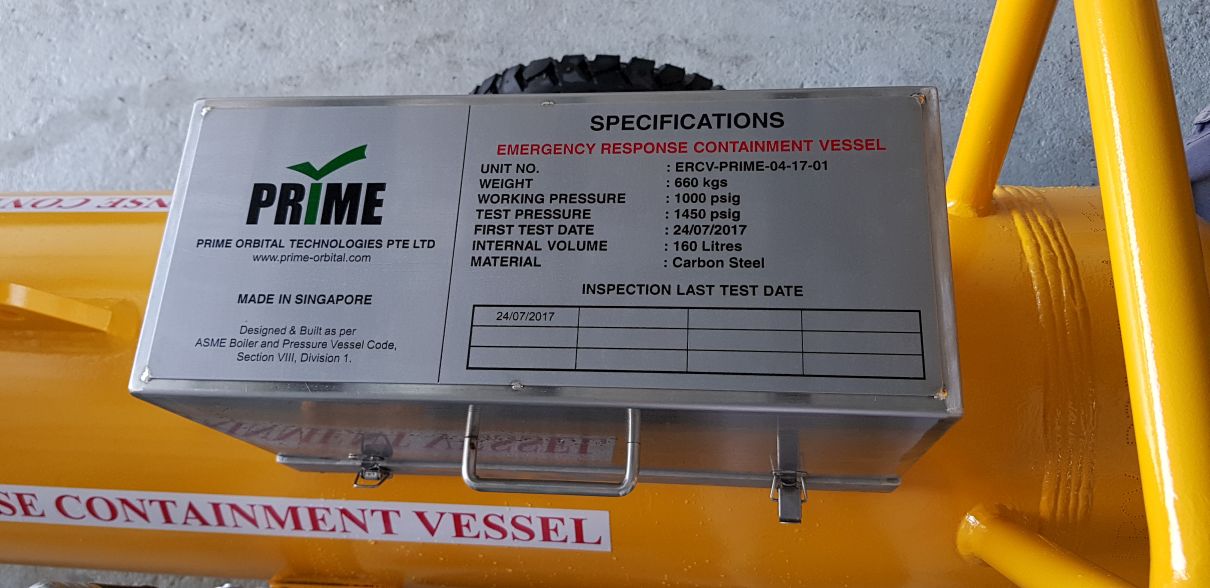 PRIME
PRIME ORBITAL TECHNOLOGIES PTE LTD
www.prime-orbital.com
MADE IN SINGAPORE
Designed & Built as per
ASME Boiler and Pressure Vessel Code,
Section VIII, Division 1.
SPECIFICATIONS
EMERGENCY RESPONSE CONTAINMENT VESSEL
UNIT NO. : ERCV-PRIME-04-17-01
WEIGHT : 660 kgs
WORKING PRESSURE : 1000 psig
TEST PRESSURE : 1450 psig
FIRST TEST DATE : 24/07/2017
INTERNAL VOLUME : 160 Litres
MATERIAL : Carbon Steel
INSPECTION LAST TEST DATE
24/07/2017
NSE CON
SE CONTAINMENT VESSEL